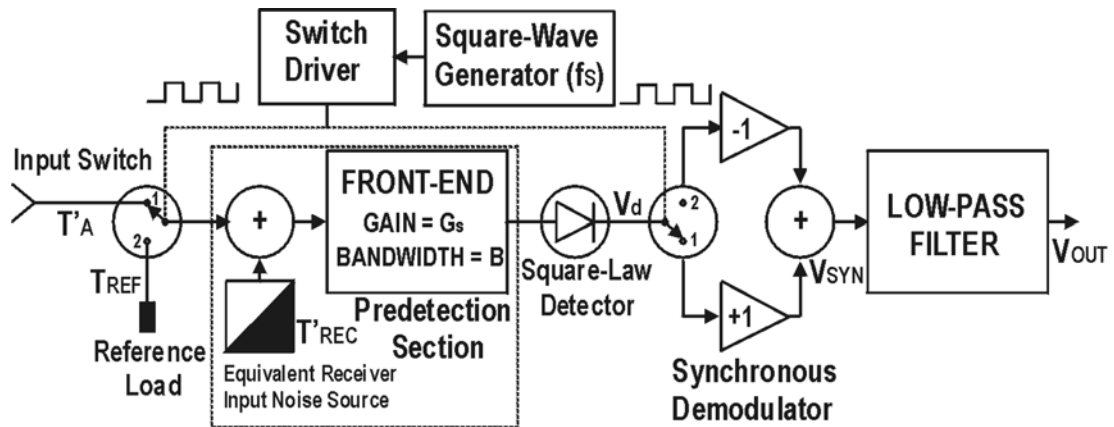 Switch
Driver
Square-Wave
Generator (fs)
Input Switch
1
2
T'A
TREF
Reference
Load
+
T'REC
Equivalent Receiver
Input Noise Source
FRONT-END
GAIN = Gs
BANDWIDTH = B
Predetection
Section
Square-Law
Detector
Vd
2
1
-1
+1
+
VSYN
Synchronous
Demodulator
LOW-PASS
FILTER
VOUT